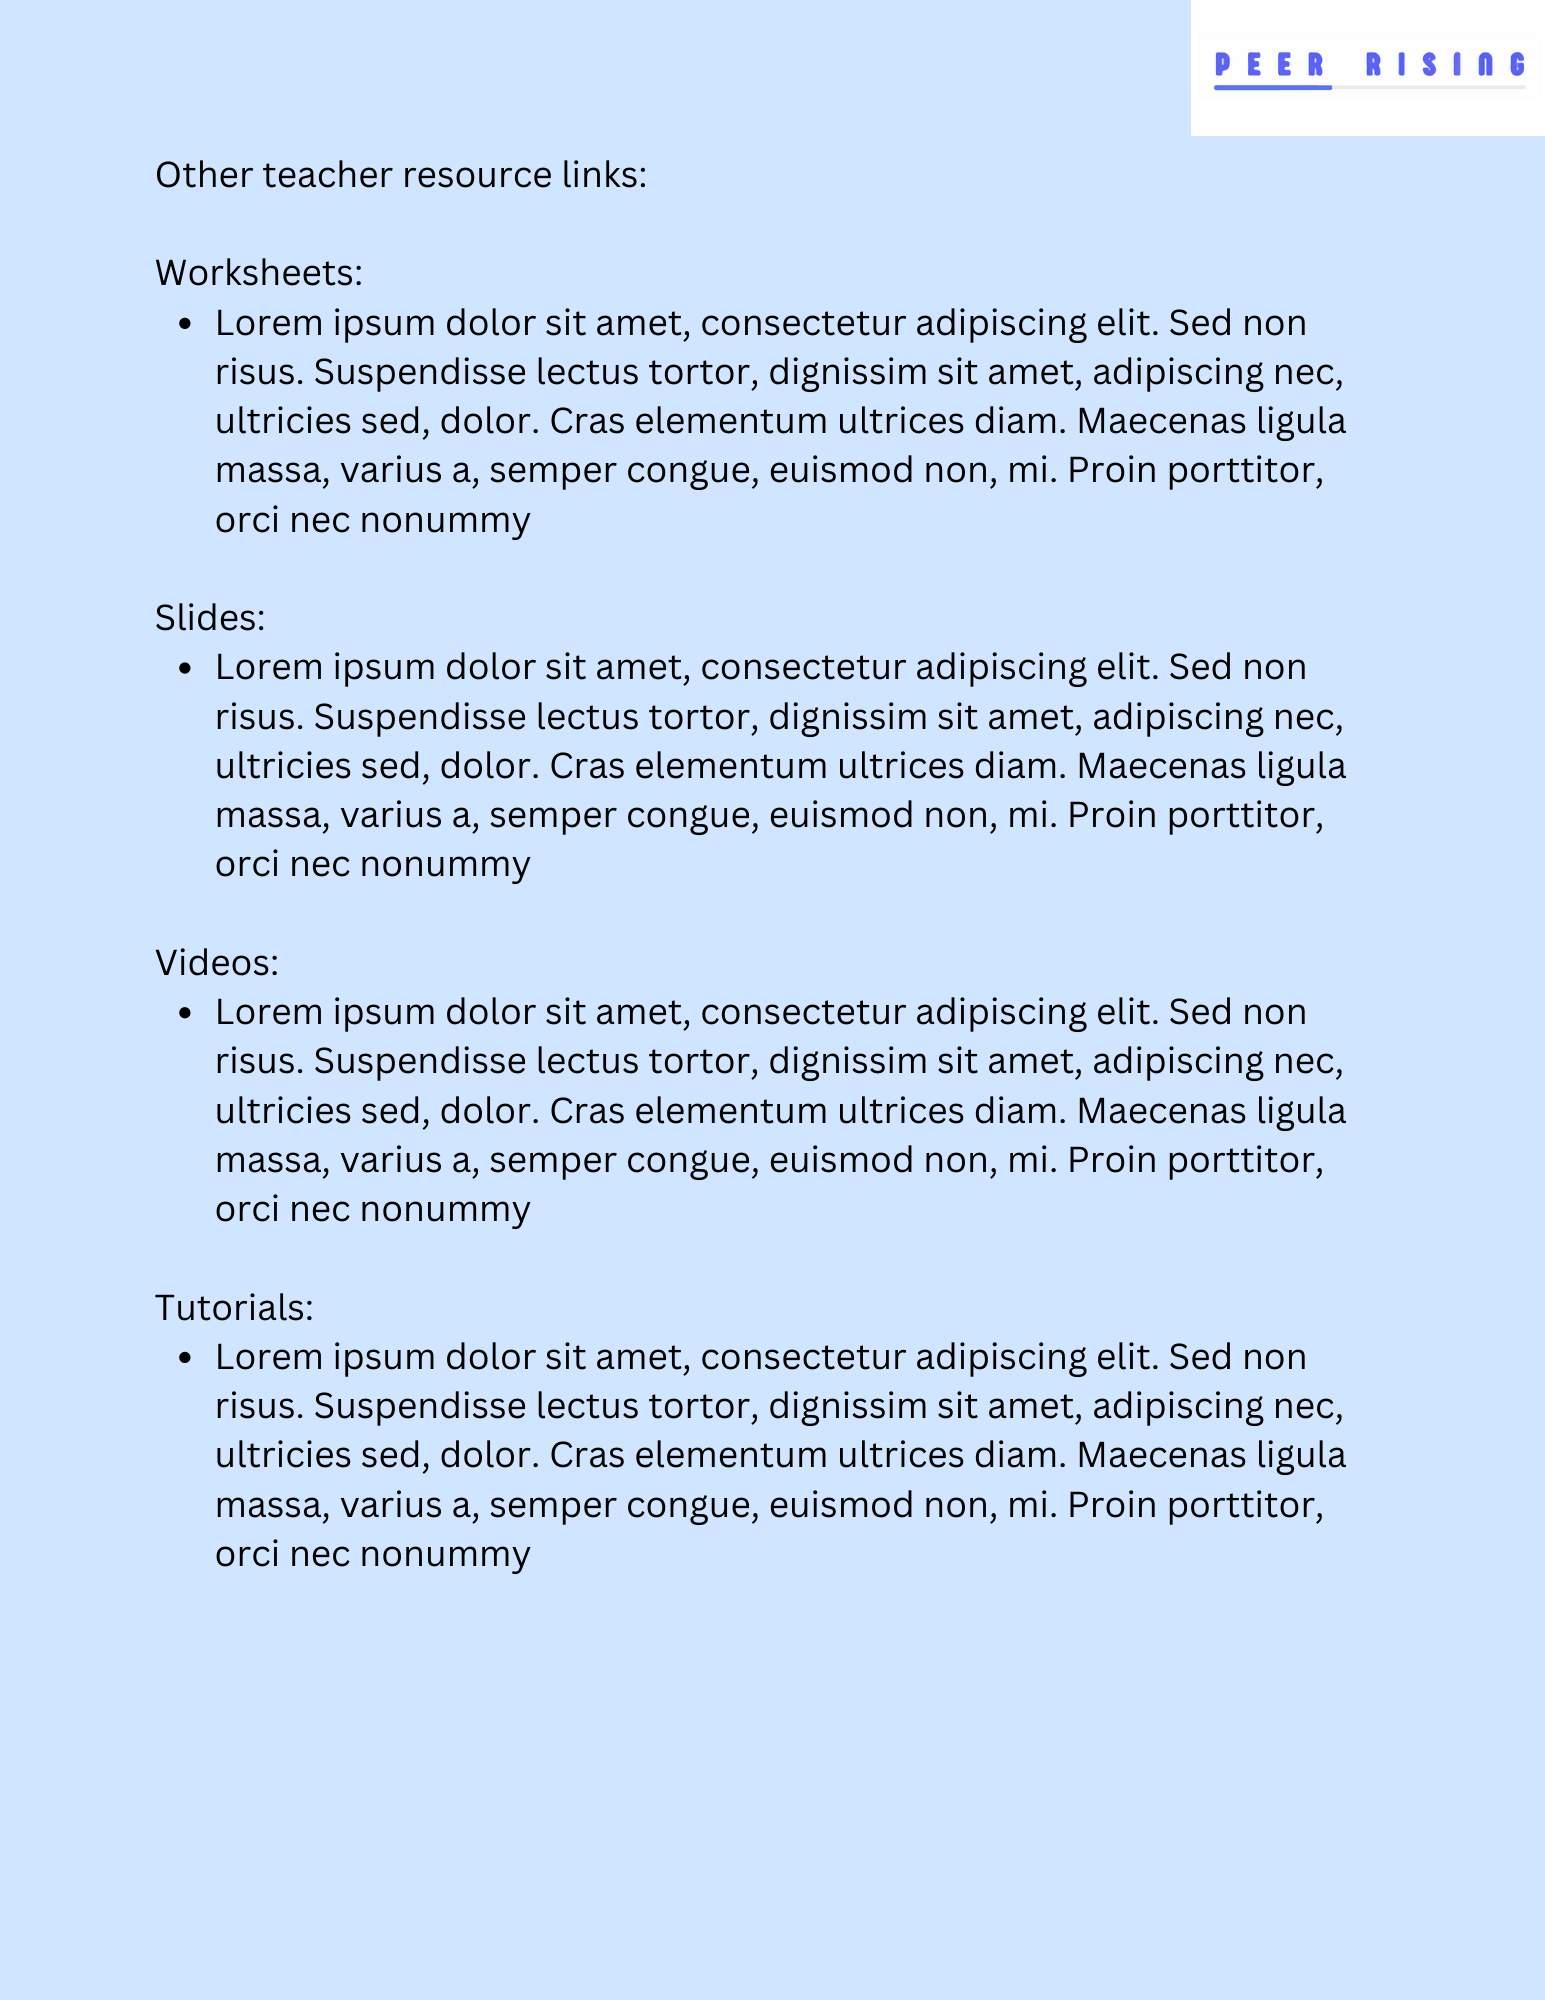 PEER RISING
Other teacher resource links:
Worksheets:
• Lorem ipsum dolor sit amet, consectetur adipiscing elit. Sed non
risus. Suspendisse lectus tortor, dignissim sit amet, adipiscing nec,
ultricies sed, dolor. Cras elementum ultrices diam. Maecenas ligula
massa, varius a, semper congue, euismod non, mi. Proin porttitor,
orci nec nonummy
Slides:
• Lorem ipsum dolor sit amet, consectetur adipiscing elit. Sed non
risus. Suspendisse lectus tortor, dignissim sit amet, adipiscing nec,
ultricies sed, dolor. Cras elementum ultrices diam. Maecenas ligula
massa, varius a, semper congue, euismod non, mi. Proin porttitor,
orci nec nonummy
Videos:
• Lorem ipsum dolor sit amet, consectetur adipiscing elit. Sed non
risus. Suspendisse lectus tortor, dignissim sit amet, adipiscing nec,
ultricies sed, dolor. Cras elementum ultrices diam. Maecenas ligula
massa, varius a, semper congue, euismod non, mi. Proin porttitor,
orci nec nonummy
Tutorials:
• Lorem ipsum dolor sit amet, consectetur adipiscing elit. Sed non
risus. Suspendisse lectus tortor, dignissim sit amet, adipiscing nec,
ultricies sed, dolor. Cras elementum ultrices diam. Maecenas ligula
massa, varius a, semper congue, euismod non, mi. Proin porttitor,
orci nec nonummy